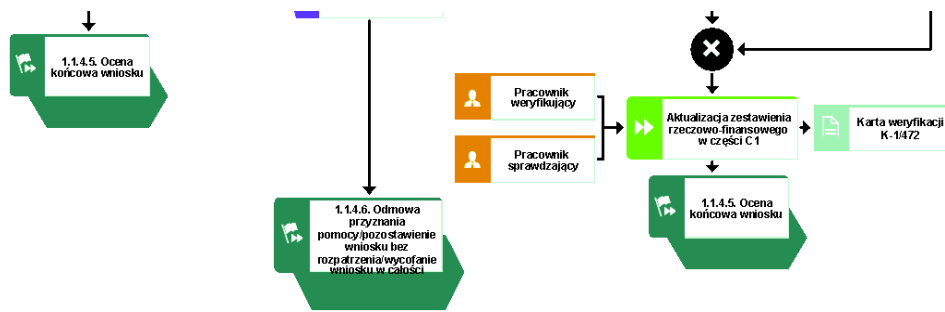 1.1.4.5. Ocena
końcowa wniosku
Pracownik
weryfikujący
Pracownik
sprawdzający
Aktualizacja zestawienia
rzeczowo-finansowego
w części C1
Karta weryfikacji
K-1/472
1.1.4.6. Odmowa
przyznania
pomocy/pozostawienie
wniosku bez
rozpatrzenia/wycofanie
wniosku w całości
1.1.4.5. Ocena
końcowa wniosku